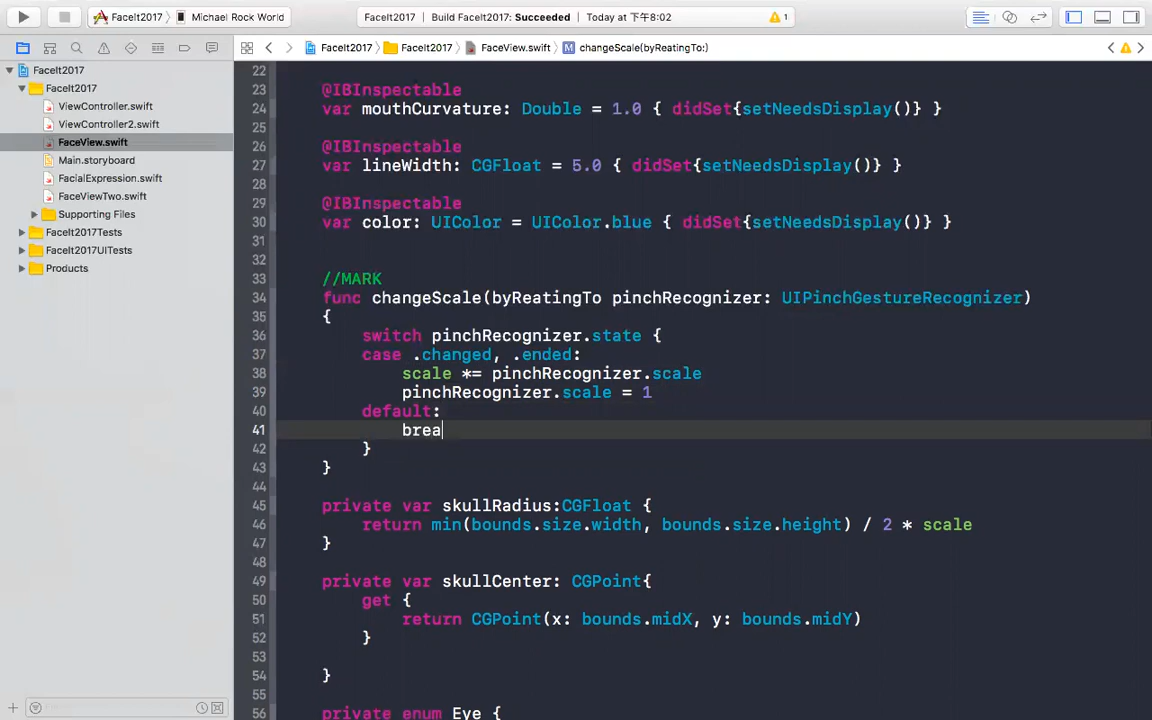 FaceIt2017 Michael Rock World FaceIt2017 Build FaceIt2017: Succeeded Today at 下午8:02 1
FaceIt2017 FaceIt2017 FaceView.swift M changeScale(byReatingTo:)
FaceIt2017
FaceIt2017
ViewController.swift
ViewController2.swift
FaceView.swift
Main.storyboard
FacialExpression.swift
FaceViewTwo.swift
Supporting Files
FaceIt2017Tests
FaceIt2017UITests
Products
22
23 @IBInspectable
24 var mouthCurvature: Double = 1.0 { didSet{setNeedsDisplay()} }
25
26 @IBInspectable
27 var lineWidth: CGFloat = 5.0 { didSet{setNeedsDisplay()} }
28
29 @IBInspectable
30 var color: UIColor = UIColor.blue { didSet{setNeedsDisplay()} }
31
32
33 //MARK
34 func changeScale(byReatingTo pinchRecognizer: UIPinchGestureRecognizer)
35 {
36 switch pinchRecognizer.state {
37 case .changed, .ended:
38 scale *= pinchRecognizer.scale
39 pinchRecognizer.scale = 1
40 default:
41 brea
42 }
43 }
44
45 private var skullRadius:CGFloat {
46 return min(bounds.size.width, bounds.size.height) / 2 * scale
47 }
48
49 private var skullCenter: CGPoint{
50 get {
51 return CGPoint(x: bounds.midX, y: bounds.midY)
52 }
53
54 }
55
56 private enum Eye {